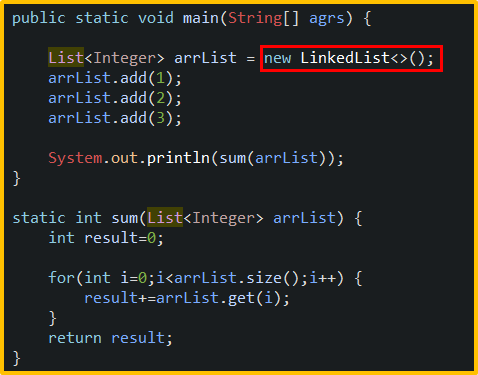 public static void main(String[] agrs) {
List<Integer> arrList = new LinkedList<>();
arrList.add(1);
arrList.add(2);
arrList.add(3);
System.out.println(sum(arrList));
}
static int sum(List<Integer> arrList) {
int result=0;
for(int i=0;i<arrList.size();i++) {
result+=arrList.get(i);
}
return result;
}